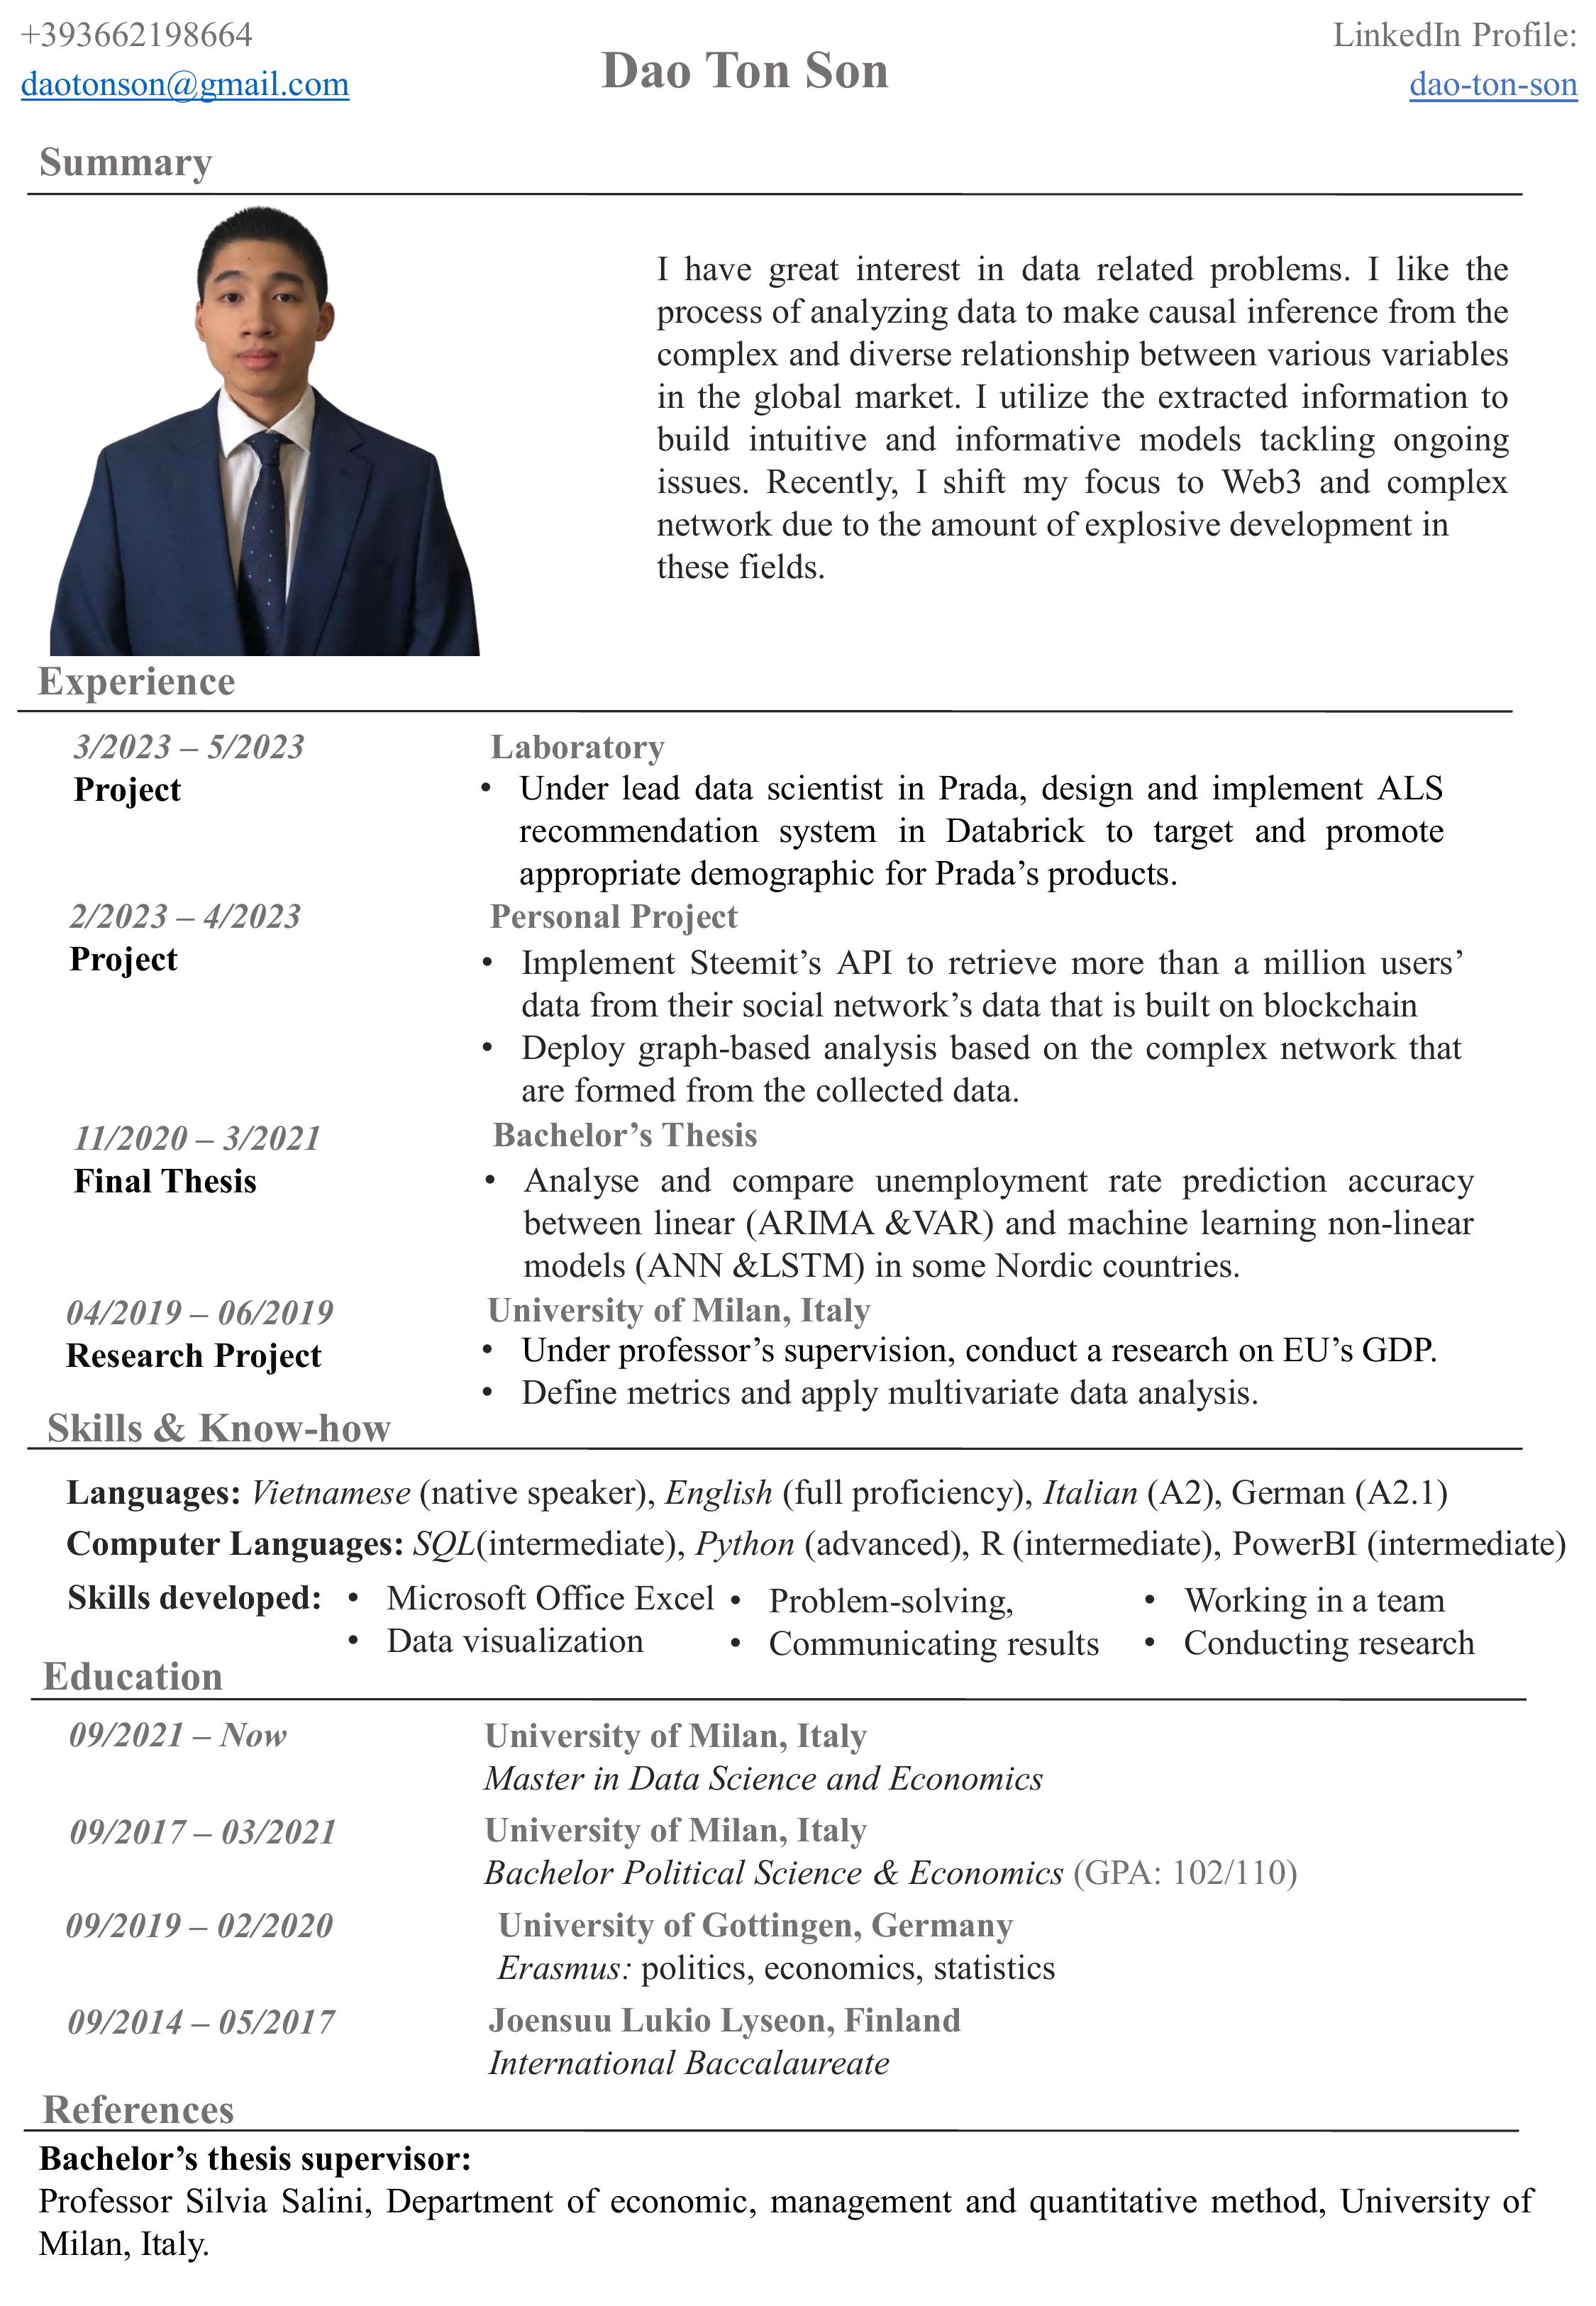 +393662198664
daotonson@gmail.com
Dao Ton Son
LinkedIn Profile:
dao-ton-son
Summary
I have great interest in data related problems. I like the
process of analyzing data to make causal inference from the
complex and diverse relationship between various variables
in the global market. I utilize the extracted information to
build intuitive and informative models tackling ongoing
issues. Recently, I shift my focus to Web3 and complex
network due to the amount of explosive development in
these fields.
Experience
3/2023 – 5/2023
Project
Laboratory
• Under lead data scientist in Prada, design and implement ALS
recommendation system in Databrick to target and promote
appropriate demographic for Prada’s products.
2/2023 – 4/2023
Project
Personal Project
• Implement Steemit’s API to retrieve more than a million users’
data from their social network’s data that is built on blockchain
• Deploy graph-based analysis based on the complex network that
are formed from the collected data.
11/2020 – 3/2021
Final Thesis
Bachelor’s Thesis
• Analyse and compare unemployment rate prediction accuracy
between linear (ARIMA &VAR) and machine learning non-linear
models (ANN &LSTM) in some Nordic countries.
04/2019 – 06/2019
Research Project
University of Milan, Italy
• Under professor’s supervision, conduct a research on EU’s GDP.
• Define metrics and apply multivariate data analysis.
Skills & Know-how
Languages: Vietnamese (native speaker), English (full proficiency), Italian (A2), German (A2.1)
Computer Languages: SQL(intermediate), Python (advanced), R (intermediate), PowerBI (intermediate)
Skills developed:
• Microsoft Office Excel
• Data visualization
• Problem-solving,
• Communicating results
• Working in a team
• Conducting research
Education
09/2021 – Now
University of Milan, Italy
Master in Data Science and Economics
09/2017 – 03/2021
University of Milan, Italy
Bachelor Political Science & Economics (GPA: 102/110)
09/2019 – 02/2020
University of Gottingen, Germany
Erasmus: politics, economics, statistics
09/2014 – 05/2017
Joensuu Lukio Lyseon, Finland
International Baccalaureate
References
Bachelor’s thesis supervisor:
Professor Silvia Salini, Department of economic, management and quantitative method, University of
Milan, Italy.